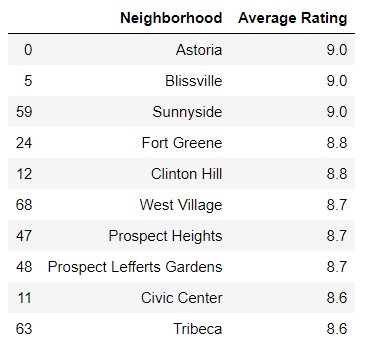 Neighborhood Average Rating
0 Astoria 9.0
5 Blissville 9.0
59 Sunnyside 9.0
24 Fort Greene 8.8
12 Clinton Hill 8.8
68 West Village 8.7
47 Prospect Heights 8.7
48 Prospect Lefferts Gardens 8.7
11 Civic Center 8.6
63 Tribeca 8.6